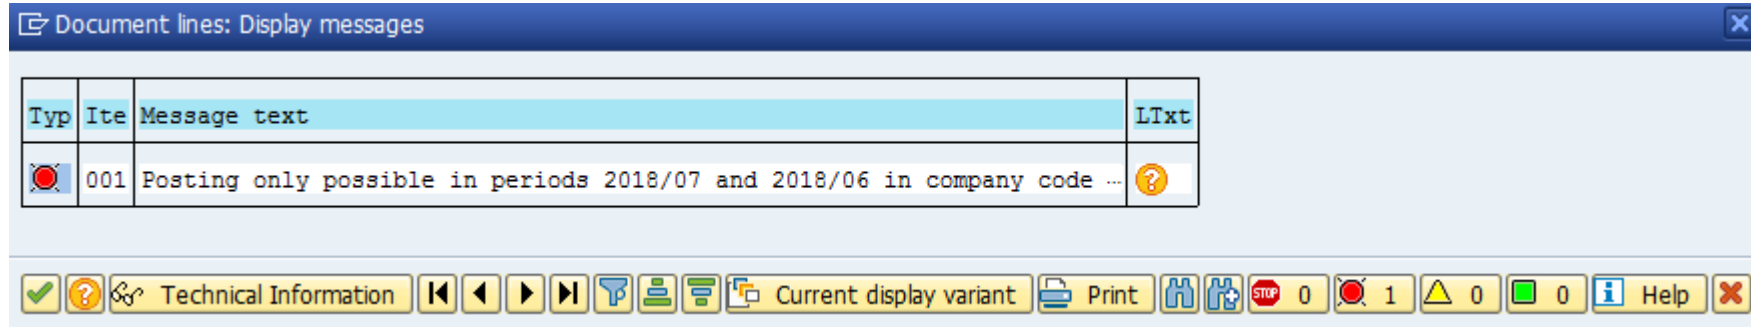 Document lines: Display messages
Typ Ite Message text LTxt
001 Posting only possible in periods 2018/07 and 2018/06 in company code ...
Technical Information Current display variant Print STOP 0 1 0 0 Help